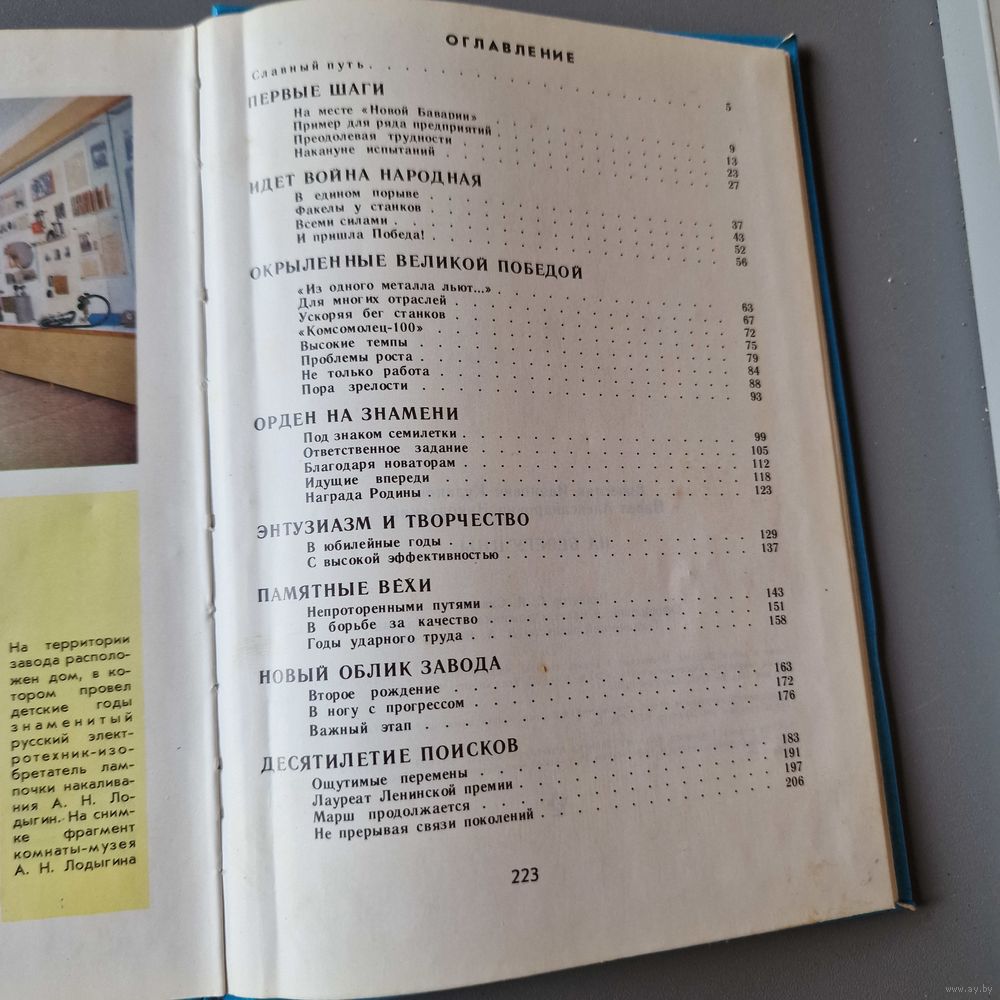 На территории
завода располо-
жен дом, в ко-
тором провел
детские годы
знаменитый
русский элект-
ротехник-изо-
бретатель лам-
почки накалива-
ния А. Н. Ло-
дыгин. На сним-
ке фрагмент
комнаты-музея
А. Н. Лодыгина
ОГЛАВЛЕНИЕ
Славный путь . . . 5
ПЕРВЫЕ ШАГИ
На месте «Новой Баварии» . . . 9
Пример для ряда предприятий . . . 13
Преодолевая трудности . . . 23
Накануне испытаний . . . 27
ИДЕТ ВОЙНА НАРОДНАЯ
В едином порыве . . . 37
Факелы у станков . . . 43
Всеми силами . . . 52
И пришла Победа! . . . 56
ОКРЫЛЕННЫЕ ВЕЛИКОЙ ПОБЕДОЙ
«Из одного металла льют...» . . . 63
Для многих отраслей . . . 67
Ускоряя бег станков . . . 72
«Комсомолец-100» . . . 75
Высокие темпы . . . 79
Проблемы роста . . . 84
Не только работа . . . 88
Пора зрелости . . . 93
ОРДЕН НА ЗНАМЕНИ
Под знаком семилетки . . . 99
Ответственное задание . . . 105
Благодаря новаторам . . . 112
Идущие впереди . . . 118
Награда Родины . . . 123
ЭНТУЗИАЗМ И ТВОРЧЕСТВО
В юбилейные годы . . . 129
С высокой эффективностью . . . 137
ПАМЯТНЫЕ ВЕХИ
Непроторенными путями . . . 143
В борьбе за качество . . . 151
Годы ударного труда . . . 158
НОВЫЙ ОБЛИК ЗАВОДА
Второе рождение . . . 163
В ногу с прогрессом . . . 172
Важный этап . . . 176
ДЕСЯТИЛЕТИЕ ПОИСКОВ
Ощутимые перемены . . . 183
Лауреат Ленинской премии . . . 191
Марш продолжается . . . 197
Не прерывая связи поколений . . . 206
223
www.ay.by